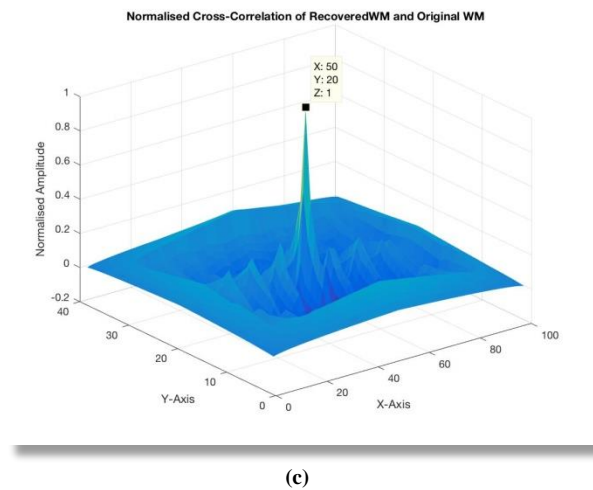 Normalised Cross-Correlation of RecoveredWM and Original WM
X: 50
Y: 20
Z: 1
1
0.8
0.6
0.4
0.2
0
-0.2
Normalised Amplitude
40
30
20
10
0
Y-Axis
0
20
40
60
80
100
X-Axis
(c)